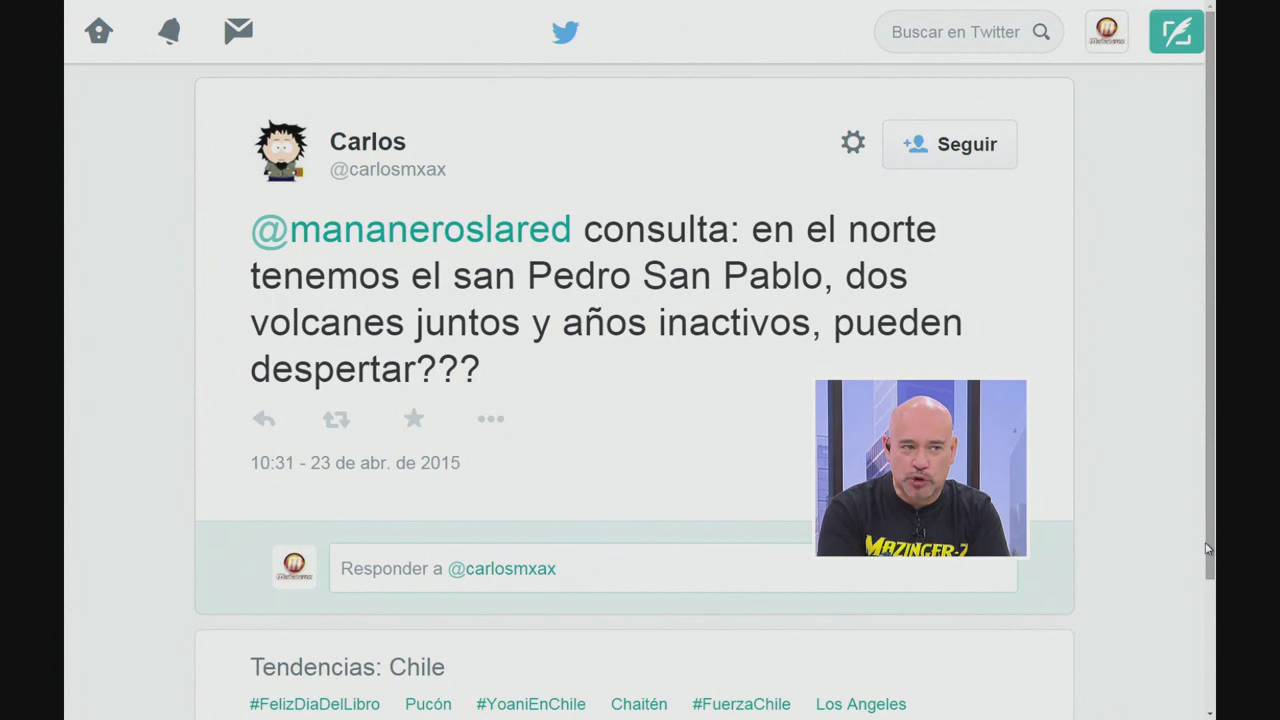 Buscar en Twitter
Carlos
@carlosmxax
Seguir
@mananeroslared consulta: en el norte
tenemos el san Pedro San Pablo, dos
volcanes juntos y años inactivos, pueden
despertar???
10:31 - 23 de abr. de 2015
MAZINGER-Z
Responder a @carlosmxax
Tendencias: Chile
#FelizDiaDelLibro Pucón #YoaniEnChile Chaitén #FuerzaChile Los Angeles